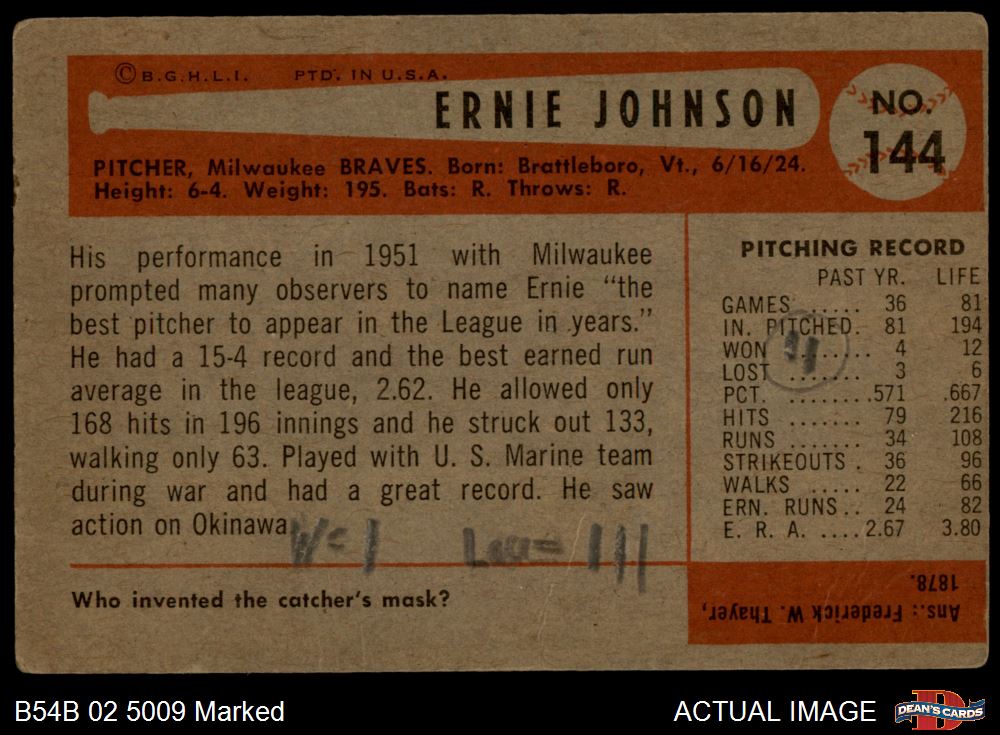 © B.G.H.L.I. PTD. IN U.S.A.
ERNIE JOHNSON
NO.
144
PITCHER, Milwaukee BRAVES. Born: Brattleboro, Vt., 6/16/24.
Height: 6-4. Weight: 195. Bats: R. Throws: R.
His performance in 1951 with Milwaukee
prompted many observers to name Ernie “the
best pitcher to appear in the League in years.”
He had a 15-4 record and the best earned run
average in the league, 2.62. He allowed only
168 hits in 196 innings and he struck out 133,
walking only 63. Played with U. S. Marine team
during war and had a great record. He saw
action on Okinawa
W= |
= |||
PITCHING RECORD
PAST YR. LIFE
GAMES ...... 36 81
IN. PITCHED. 81 194
WON ...... 4 12
LOST ....... 3 6
PCT. ........ .571 .667
HITS ....... 79 216
RUNS ....... 34 108
STRIKEOUTS . 36 96
WALKS ..... 22 66
ERN. RUNS.. 24 82
E. R. A. .... 2.67 3.80
Who invented the catcher's mask?
Ans.: Frederick W. Thayer,
1878.
B54B 02 5009 Marked
ACTUAL IMAGE
DEAN'S CARDS